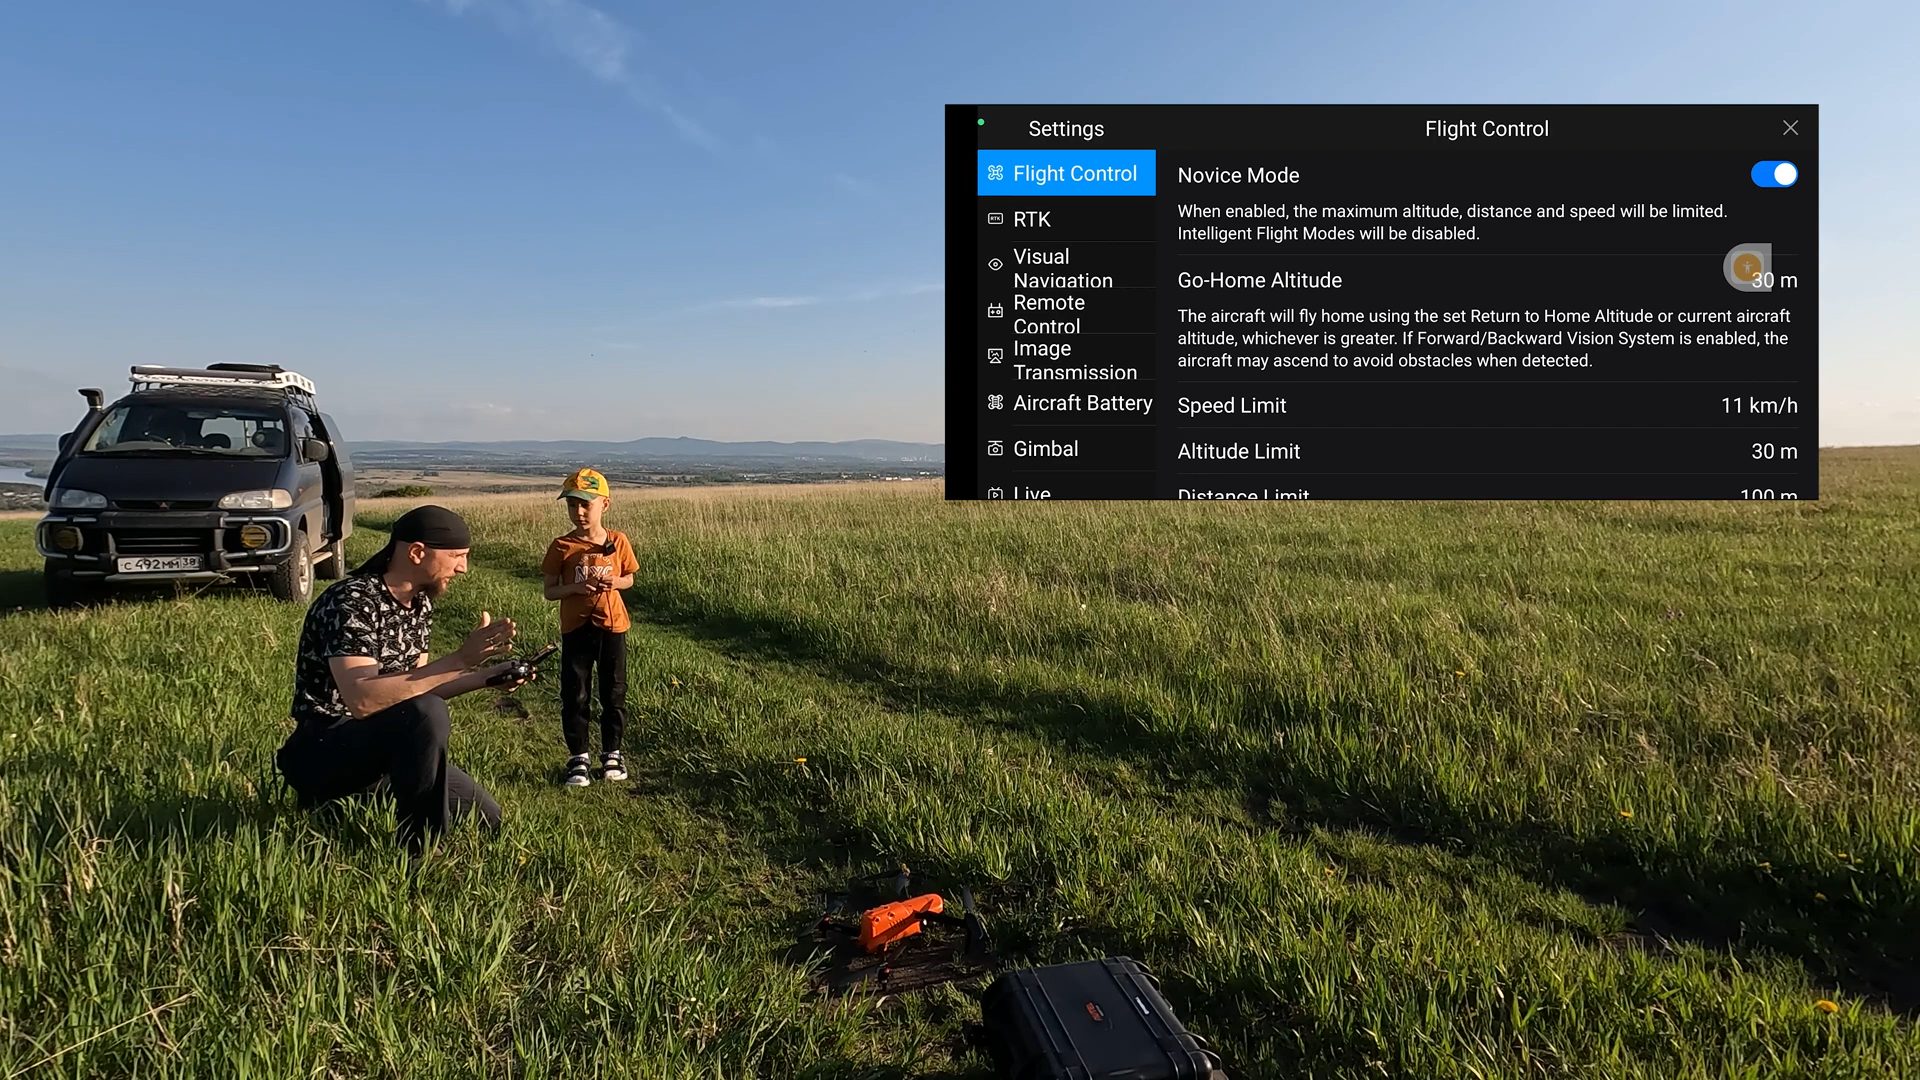 Settings
Flight Control
Flight Control
RTK
Visual
Navigation
Remote
Control
Image
Transmission
Aircraft Battery
Gimbal
Live
Novice Mode
When enabled, the maximum altitude, distance and speed will be limited.
Intelligent Flight Modes will be disabled.
Go-Home Altitude
30 m
The aircraft will fly home using the set Return to Home Altitude or current aircraft
altitude, whichever is greater. If Forward/Backward Vision System is enabled, the
aircraft may ascend to avoid obstacles when detected.
Speed Limit
11 km/h
Altitude Limit
30 m
Distance Limit
100 m
С 492 ММ 38
NYC